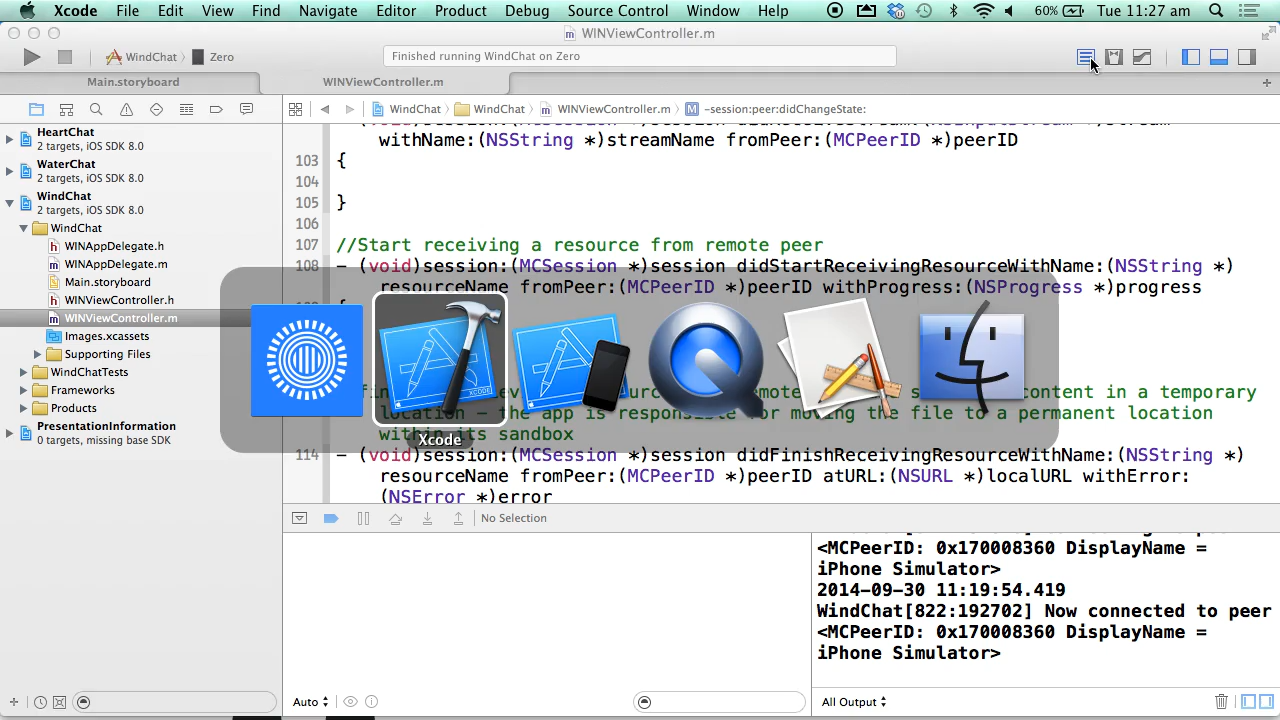 Xcode File Edit View Find Navigate Editor Product Debug Source Control Window Help 60% Tue 11:27 am
WINViewController.m
WindChat Zero Finished running WindChat on Zero
Main.storyboard WINViewController.m
WindChat WindChat WINViewController.m -session:peer:didChangeState:
HeartChat
2 targets, iOS SDK 8.0
WaterChat
2 targets, iOS SDK 8.0
WindChat
2 targets, iOS SDK 8.0
WindChat
WINAppDelegate.h
WINAppDelegate.m
Main.storyboard
WINViewController.h
WINViewController.m
Images.xcassets
Supporting Files
WindChatTests
Frameworks
Products
PresentationInformation
0 targets, missing base SDK
withName:(NSString *)streamName fromPeer:(MCPeerID *)peerID
103 {
104
105 }
106
107 //Start receiving a resource from remote peer
108 - (void)session:(MCSession *)session didStartReceivingResourceWithName:(NSString *)
resourceName fromPeer:(MCPeerID *)peerID withProgress:(NSProgress *)progress
content in a temporary
location - the app is responsible for moving the file to a permanent location
within its sandbox
114 - (void)session:(MCSession *)session didFinishReceivingResourceWithName:(NSString *)
resourceName fromPeer:(MCPeerID *)peerID atURL:(NSURL *)localURL withError:
(NSError *)error
XCODE
Xcode
No Selection
<MCPeerID: 0x170008360 DisplayName =
iPhone Simulator>
2014-09-30 11:19:54.419
WindChat[822:192702] Now connected to peer
<MCPeerID: 0x170008360 DisplayName =
iPhone Simulator>
Auto
All Output